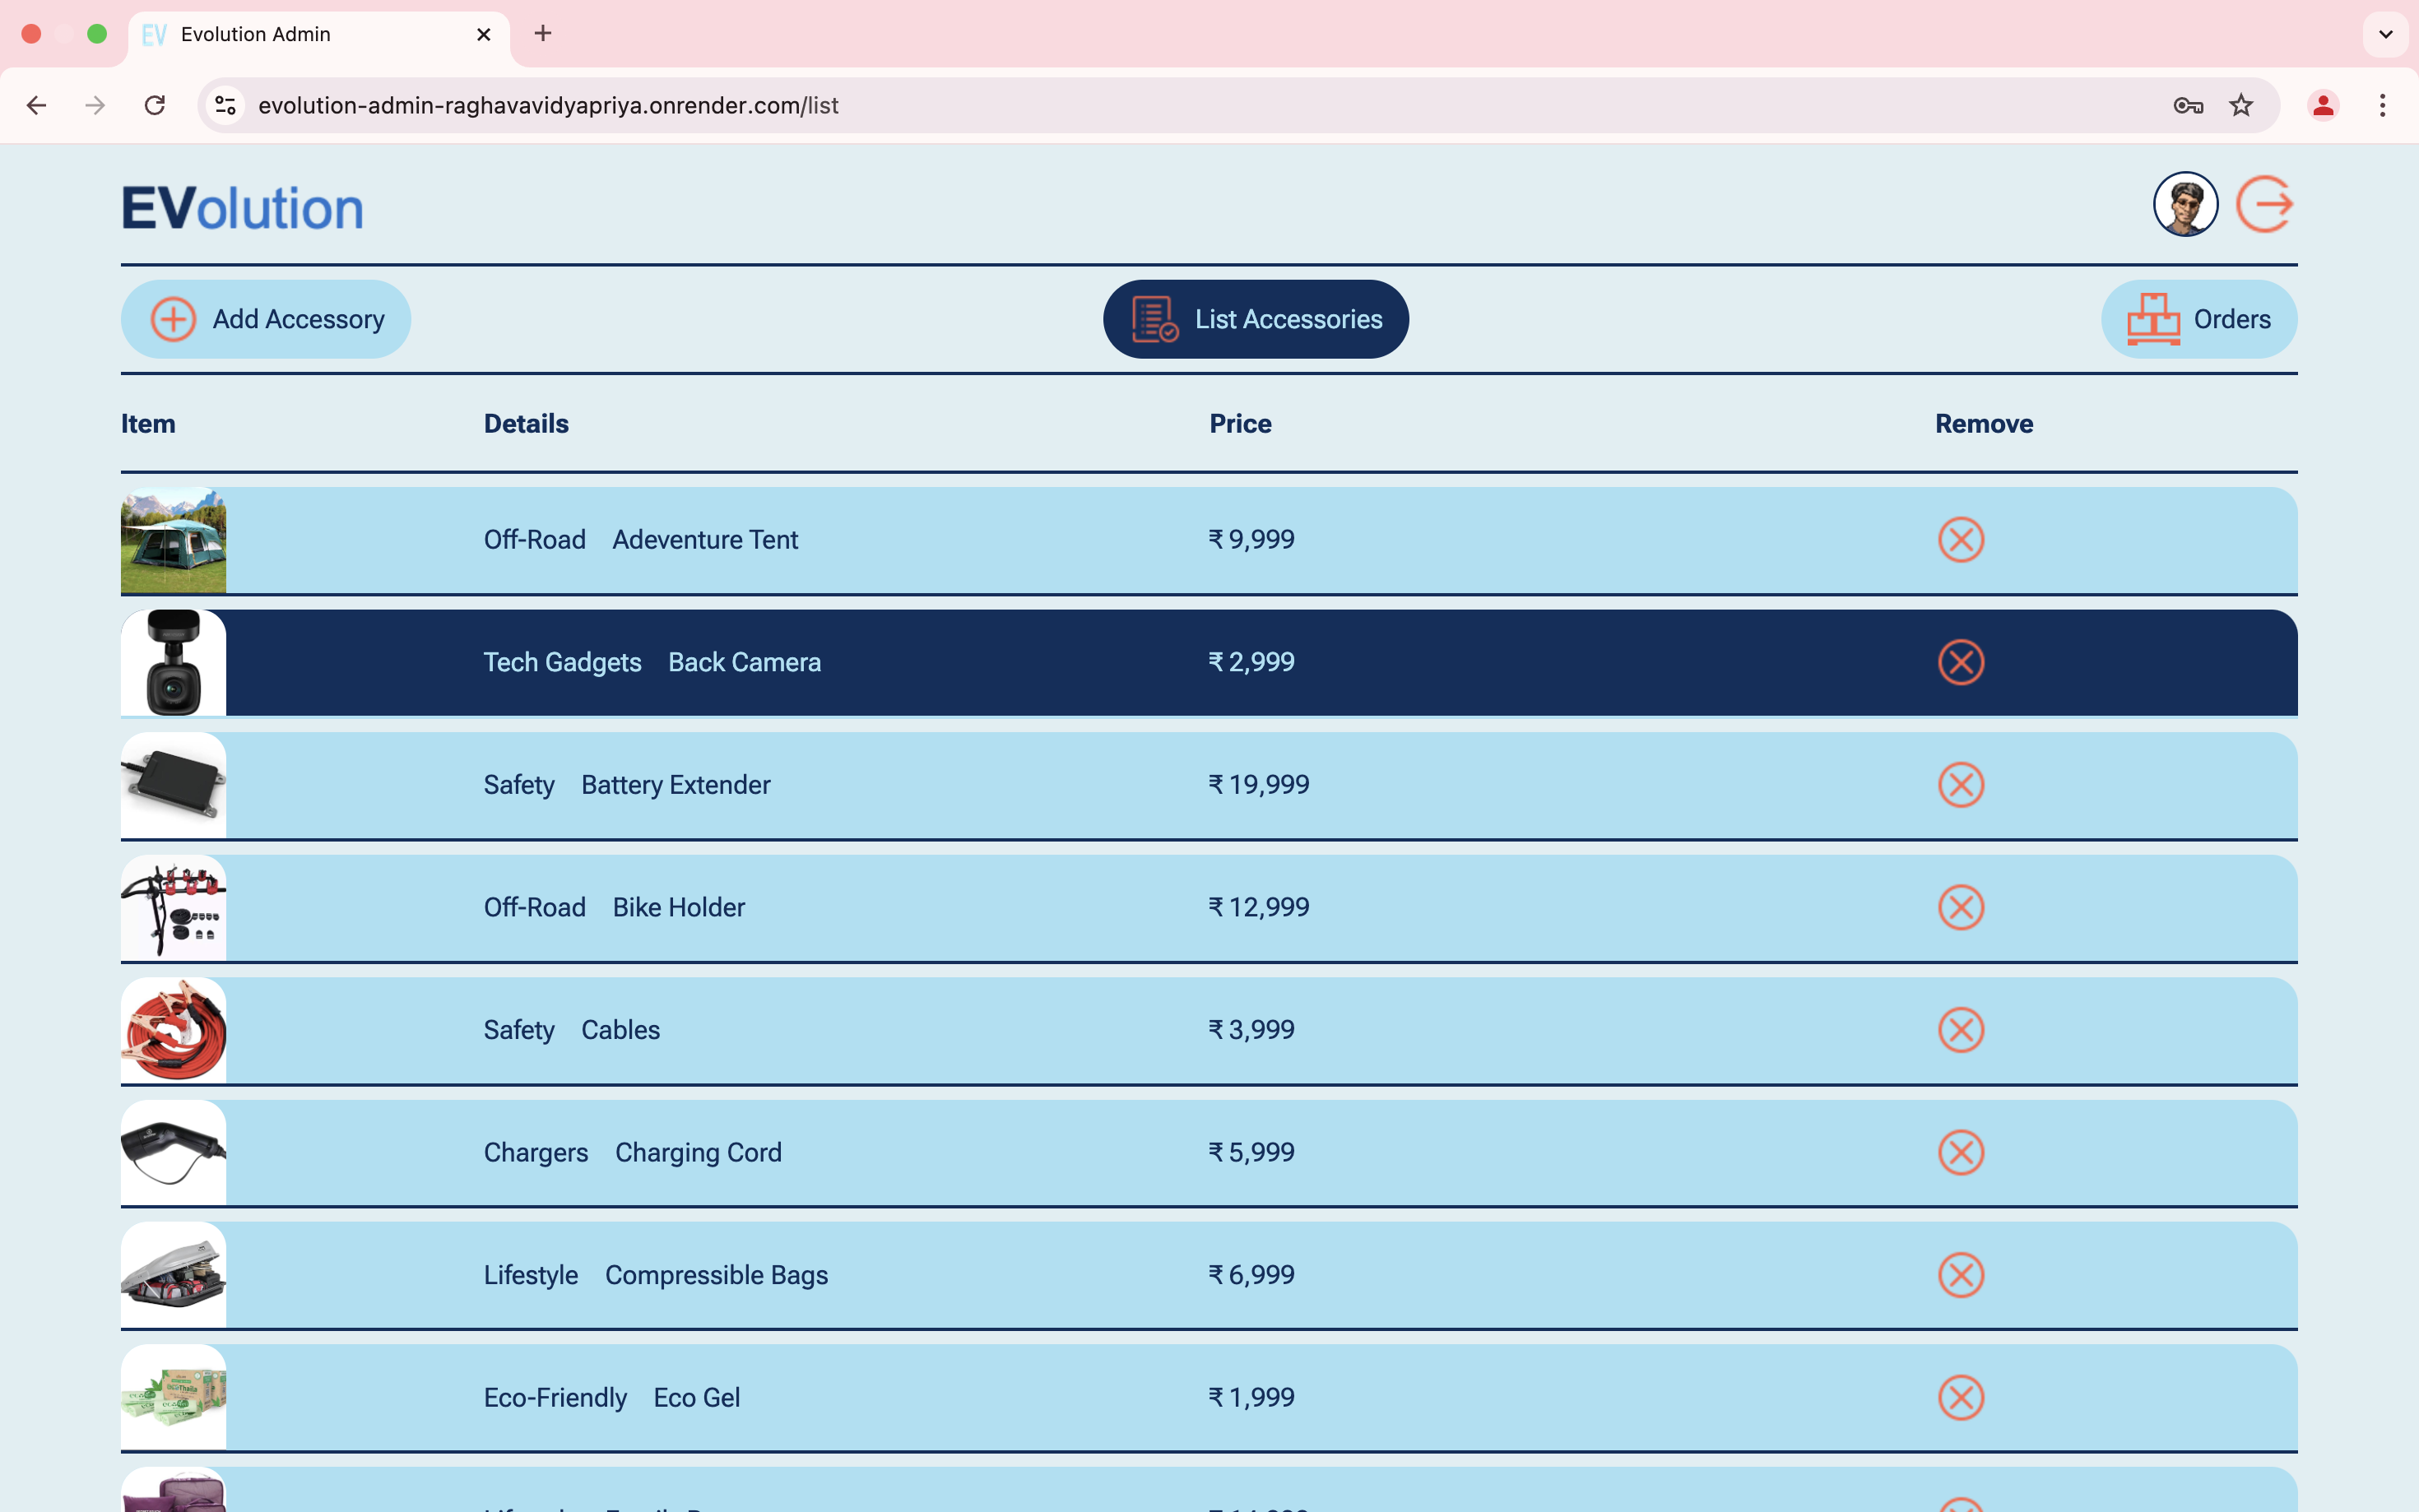 EV Evolution Admin
evolution-admin-raghavavidyapriya.onrender.com/list
EVolution
Add Accessory List Accessories Orders
Item Details Price Remove
Off-Road Adeventure Tent ₹ 9,999
Tech Gadgets Back Camera ₹ 2,999
Safety Battery Extender ₹ 19,999
Off-Road Bike Holder ₹ 12,999
Safety Cables ₹ 3,999
Chargers Charging Cord ₹ 5,999
Lifestyle Compressible Bags ₹ 6,999
Eco-Friendly Eco Gel ₹ 1,999